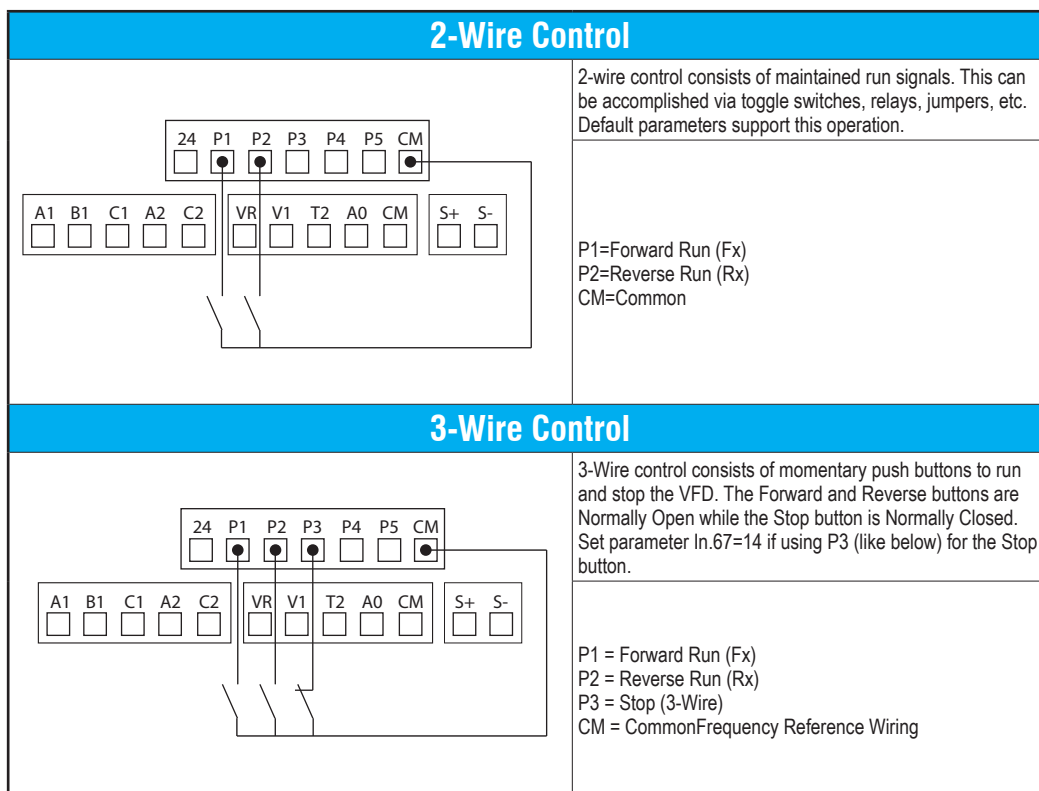 2-Wire Control
2-wire control consists of maintained run signals. This can
be accomplished via toggle switches, relays, jumpers, etc.
Default parameters support this operation.
24 P1 P2 P3 P4 P5 CM
A1 B1 C1 A2 C2 VR V1 T2 A0 CM S+ S-
P1=Forward Run (Fx)
P2=Reverse Run (Rx)
CM=Common
3-Wire Control
3-Wire control consists of momentary push buttons to run
and stop the VFD. The Forward and Reverse buttons are
Normally Open while the Stop button is Normally Closed.
Set parameter In.67=14 if using P3 (like below) for the Stop
button.
24 P1 P2 P3 P4 P5 CM
A1 B1 C1 A2 C2 VR V1 T2 A0 CM S+ S-
P1 = Forward Run (Fx)
P2 = Reverse Run (Rx)
P3 = Stop (3-Wire)
CM = CommonFrequency Reference Wiring